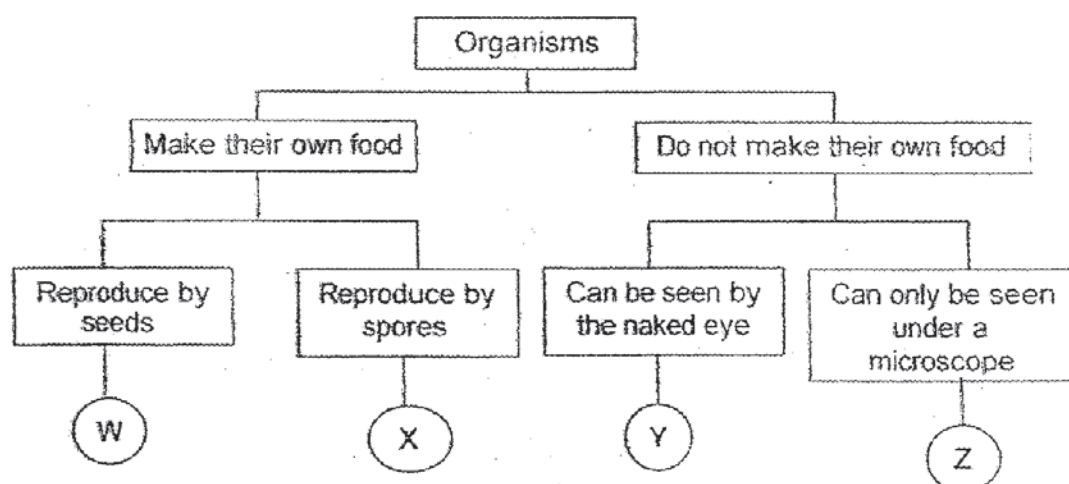 Organisms
Make their own food
Do not make their own food
Reproduce by
seeds
Reproduce by
spores
Can be seen by
the naked eye
Can only be seen
under a
microscope
W
X
Y
Z